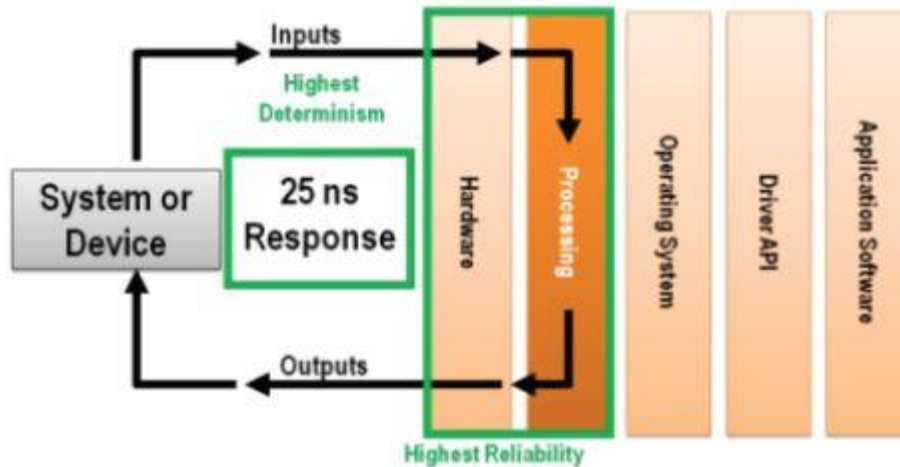 Inputs
Highest
Determinism
System or
Device
25 ns
Response
Hardware
Processing
Operating System
Driver API
Application Software
Outputs
Highest Reliability